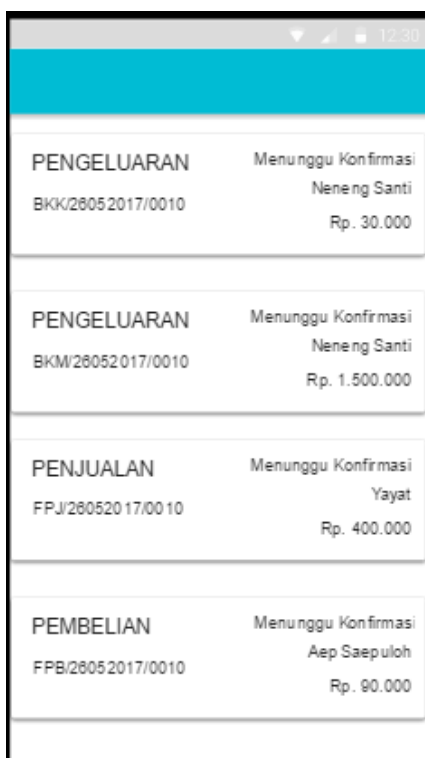 12:30
PENGELUARAN
Menunggu Konfirmasi
BKK/26052017/0010
Neneng Santi
Rp. 30.000
PENGELUARAN
Menunggu Konfirmasi
BKM/26052017/0010
Neneng Santi
Rp. 1.500.000
PENJUALAN
Menunggu Konfirmasi
FPJ/26052017/0010
Yayat
Rp. 400.000
PEMBELIAN
Menunggu Konfirmasi
FPB/26052017/0010
Aep Saepuloh
Rp. 90.000